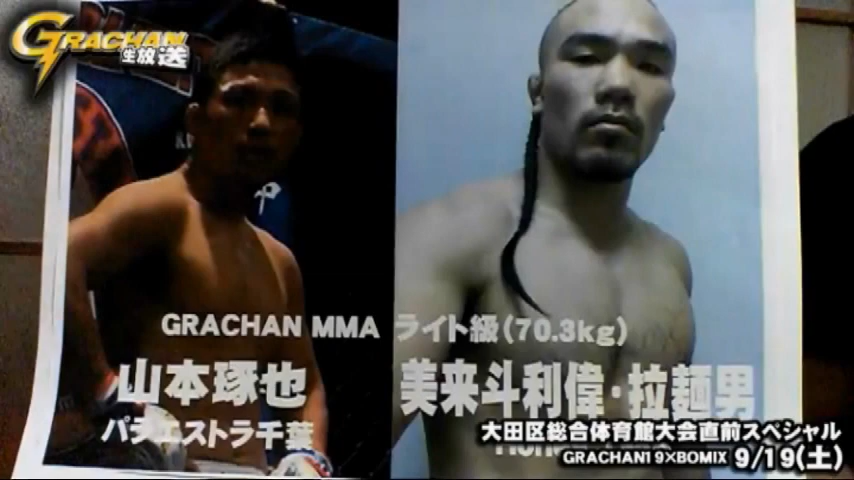 GRACHAN
生放送
GRACHAN MMA ライト級(70.3kg)
山本琢也
美来斗利偉・拉麺男
パラエストラ千葉
大田区総合体育館大会直前スペシャル
GRACHAN19×BOMIX 9/19(土)